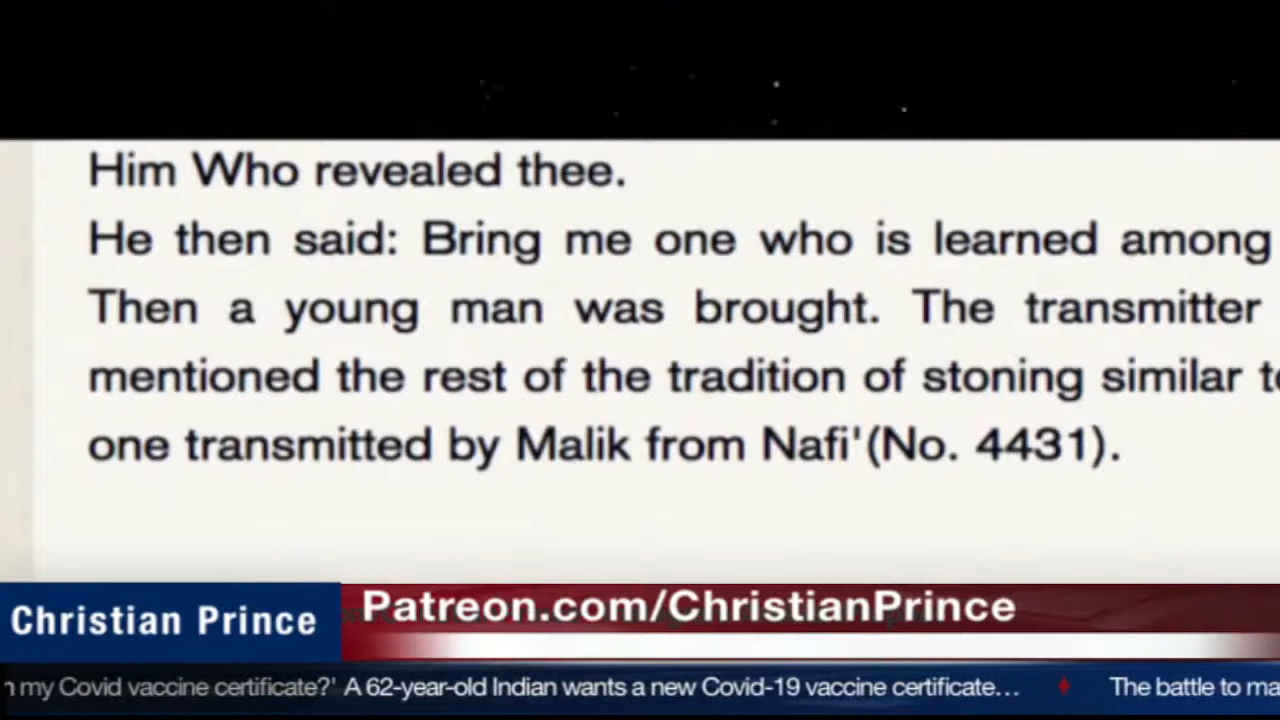 Him Who revealed thee.
He then said: Bring me one who is learned among
Then a young man was brought. The transmitter
mentioned the rest of the tradition of stoning similar
one transmitted by Malik from Nafi'(No. 4431).
Christian Prince
Patreon.com/ChristianPrince
my Covid vaccine certificate?' A 62-year-old Indian wants a new Covid-19 vaccine certificate... The battle to